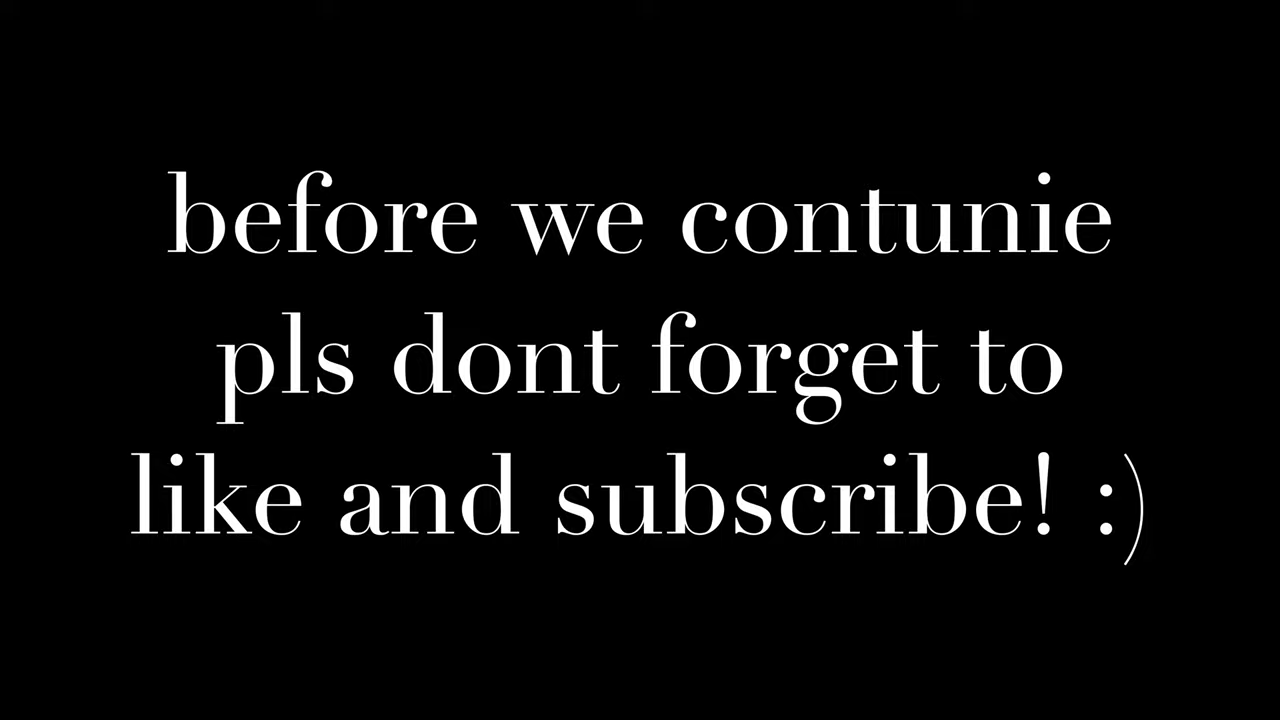 before we contunie
pls dont forget to
like and subscribe! :)